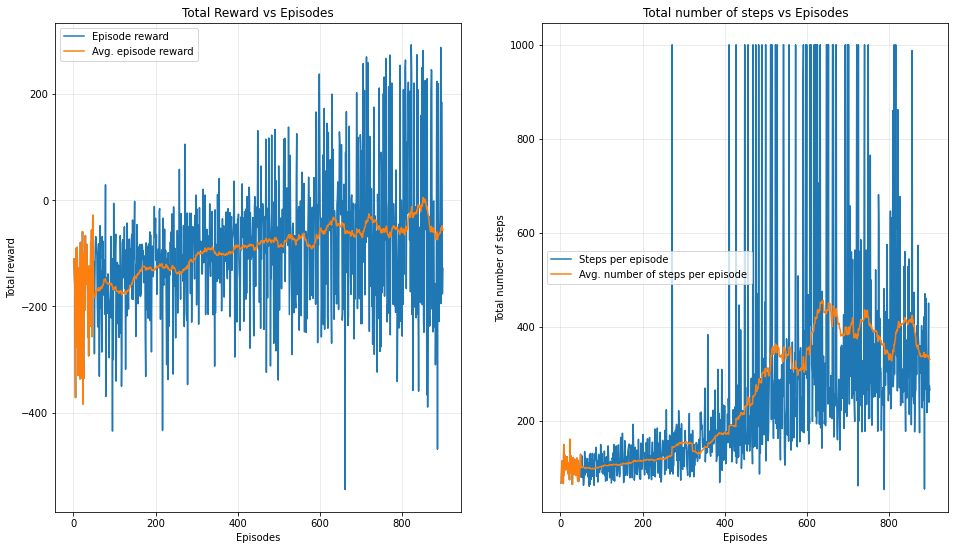 Total Reward vs Episodes
Episode reward
Avg. episode reward
200
0
−200
−400
Total reward
0
200
400
600
800
Episodes
Total number of steps vs Episodes
Steps per episode
Avg. number of steps per episode
1000
800
600
400
200
Total number of steps
0
200
400
600
800
Episodes